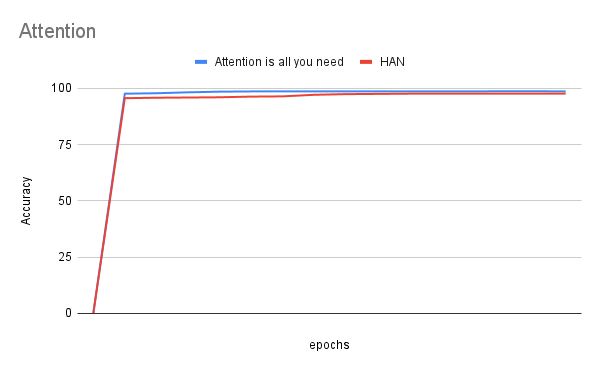 Attention
Attention is all you need HAN
100
75
50
25
0
Accuracy
epochs